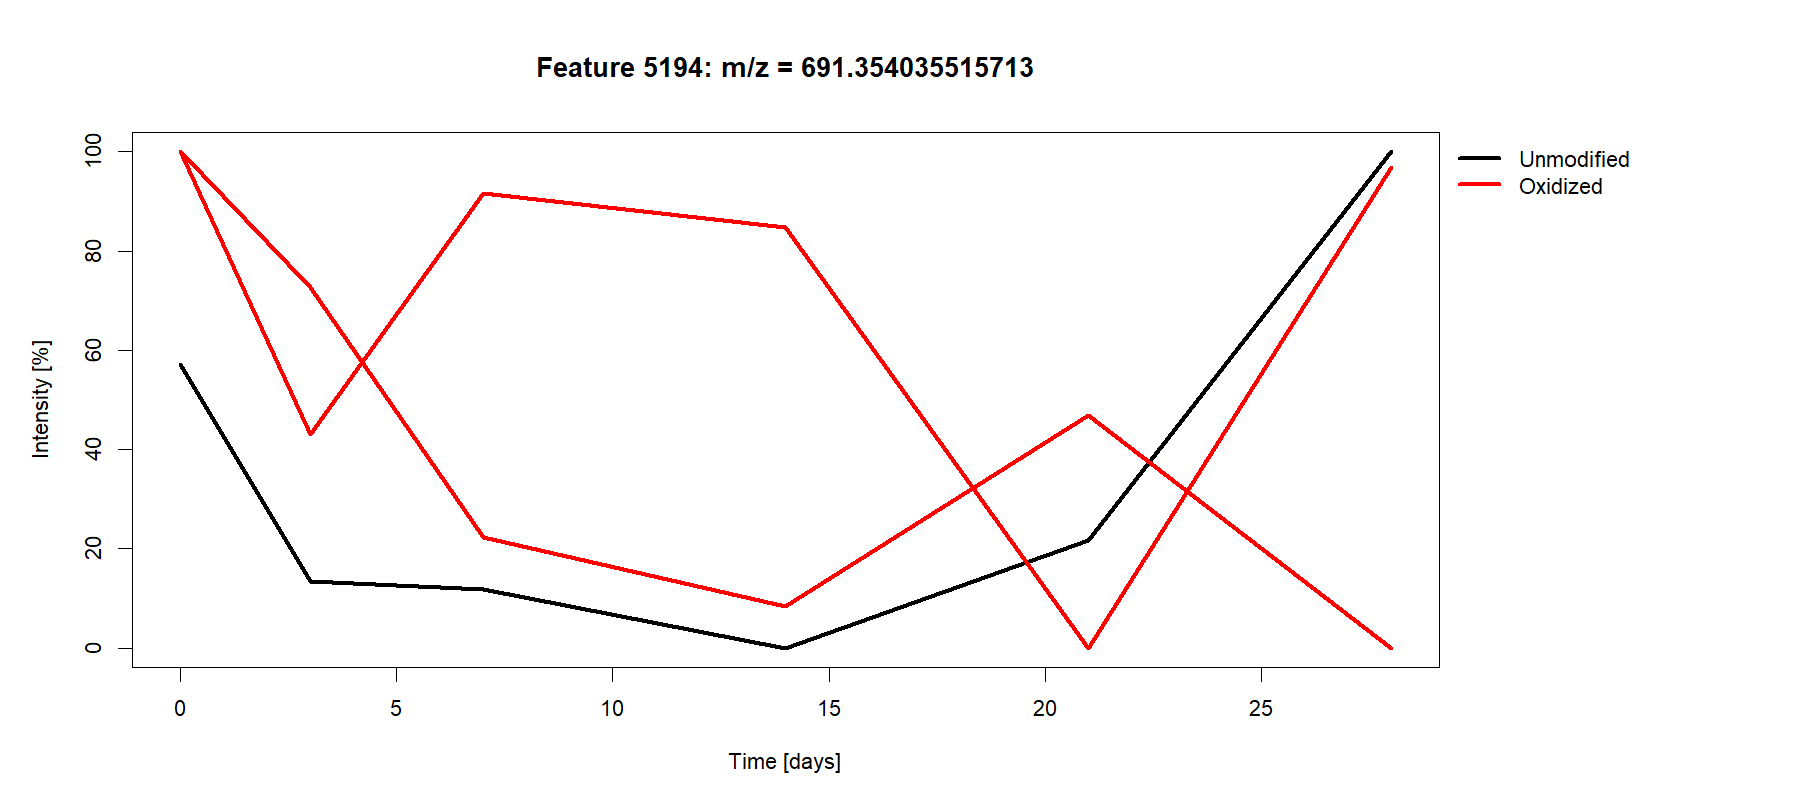 Feature 5194: m/z = 691.354035515713
Unmodified
Oxidized
Intensity [%]
100
80
60
40
20
0
0 5 10 15 20 25
Time [days]